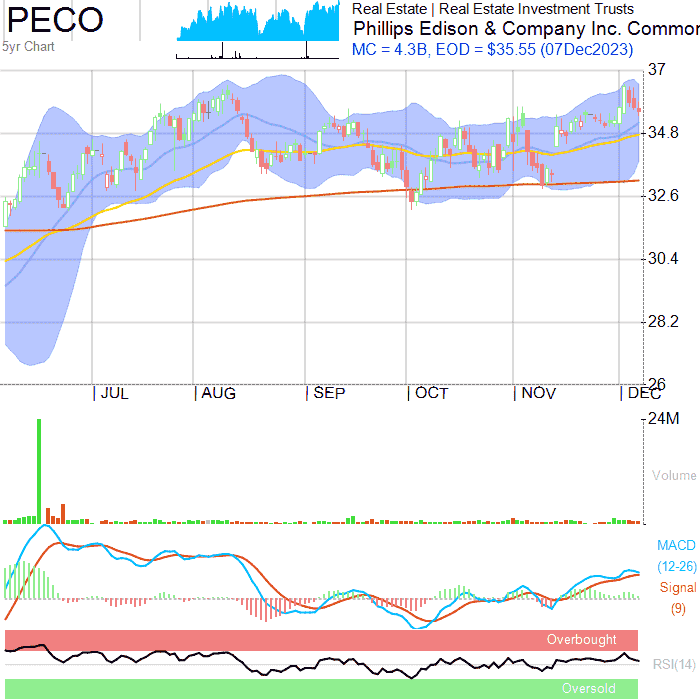 PECO
5yr Chart
Real Estate | Real Estate Investment Trusts
Phillips Edison & Company Inc. Common
MC = 4.3B, EOD = $35.55 (07Dec2023)
37
34.8
32.6
30.4
28.2
26
JUL AUG SEP OCT NOV DEC
24M
Volume
MACD
(12-26)
Signal
(9)
Overbought
RSI(14)
Oversold